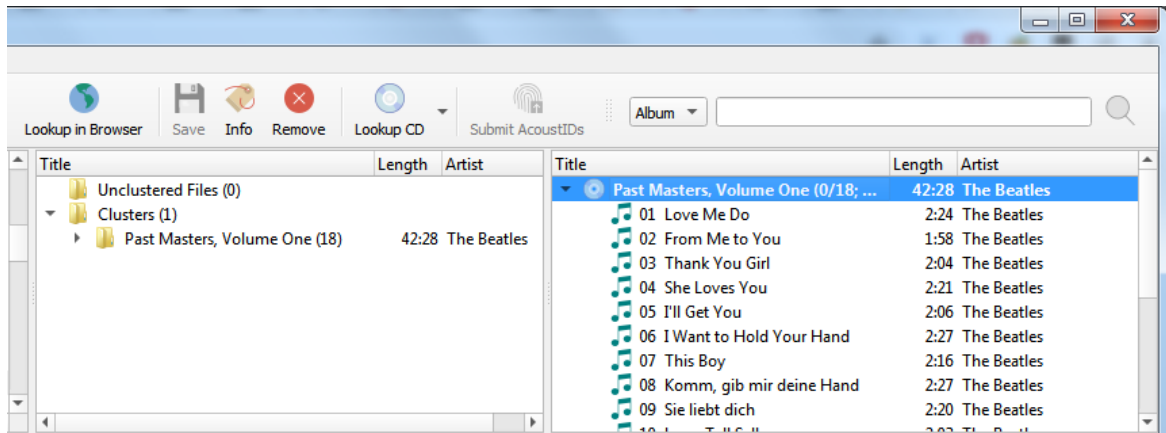 Lookup in Browser Save Info Remove Lookup CD Submit AcoustIDs Album
Title Length Artist
Unclustered Files (0)
Clusters (1)
Past Masters, Volume One (18) 42:28 The Beatles
Title Length Artist
Past Masters, Volume One (0/18; ... 42:28 The Beatles
01 Love Me Do 2:24 The Beatles
02 From Me to You 1:58 The Beatles
03 Thank You Girl 2:04 The Beatles
04 She Loves You 2:21 The Beatles
05 I'll Get You 2:06 The Beatles
06 I Want to Hold Your Hand 2:27 The Beatles
07 This Boy 2:16 The Beatles
08 Komm, gib mir deine Hand 2:27 The Beatles
09 Sie liebt dich 2:20 The Beatles